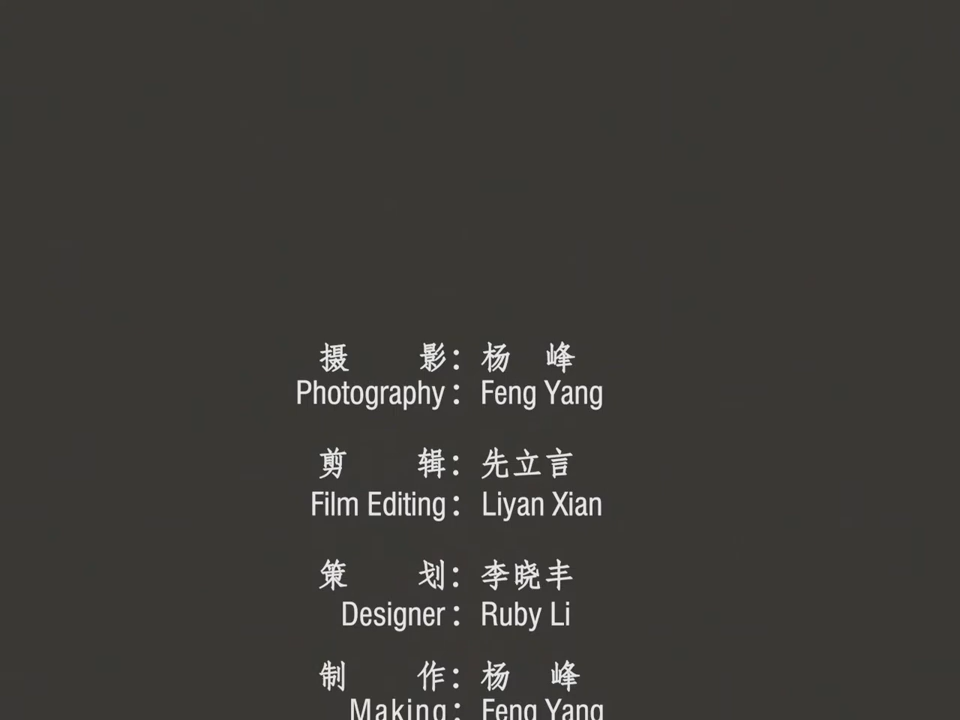 摄 影：杨 峰
Photography：Feng Yang
剪 辑：先立言
Film Editing：Liyan Xian
策 划：李晓丰
Designer：Ruby Li
制 作：杨 峰
Making：Feng Yang